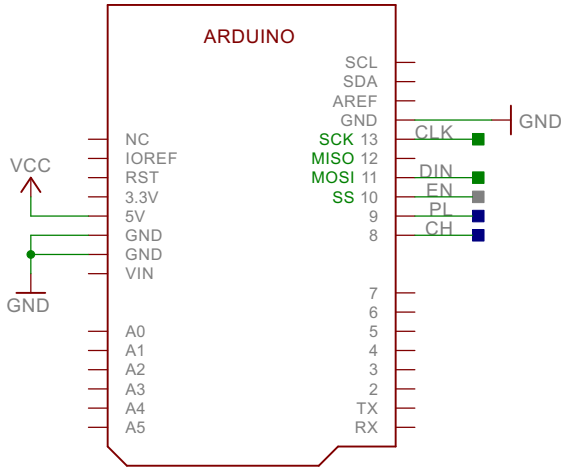 ARDUINO
SCL
SDA
AREF
GND
GND
SCK 13
CLK
MISO 12
MOSI 11
DIN
SS 10
EN
9
PL
8
CH
7
6
5
4
3
2
TX
RX
NC
IOREF
RST
3.3V
5V
GND
GND
VIN
VCC
GND
A0
A1
A2
A3
A4
A5